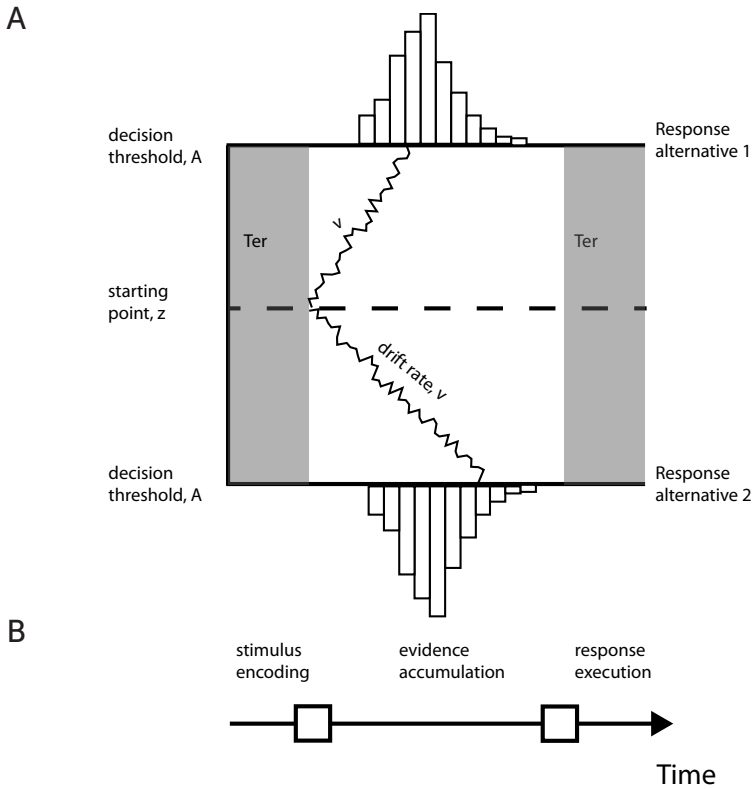 A
decision
threshold, A
Response
alternative 1
v
Ter
Ter
starting
point, z
drift rate, v
decision
threshold, A
Response
alternative 2
B
stimulus
encoding
evidence
accumulation
response
execution
Time